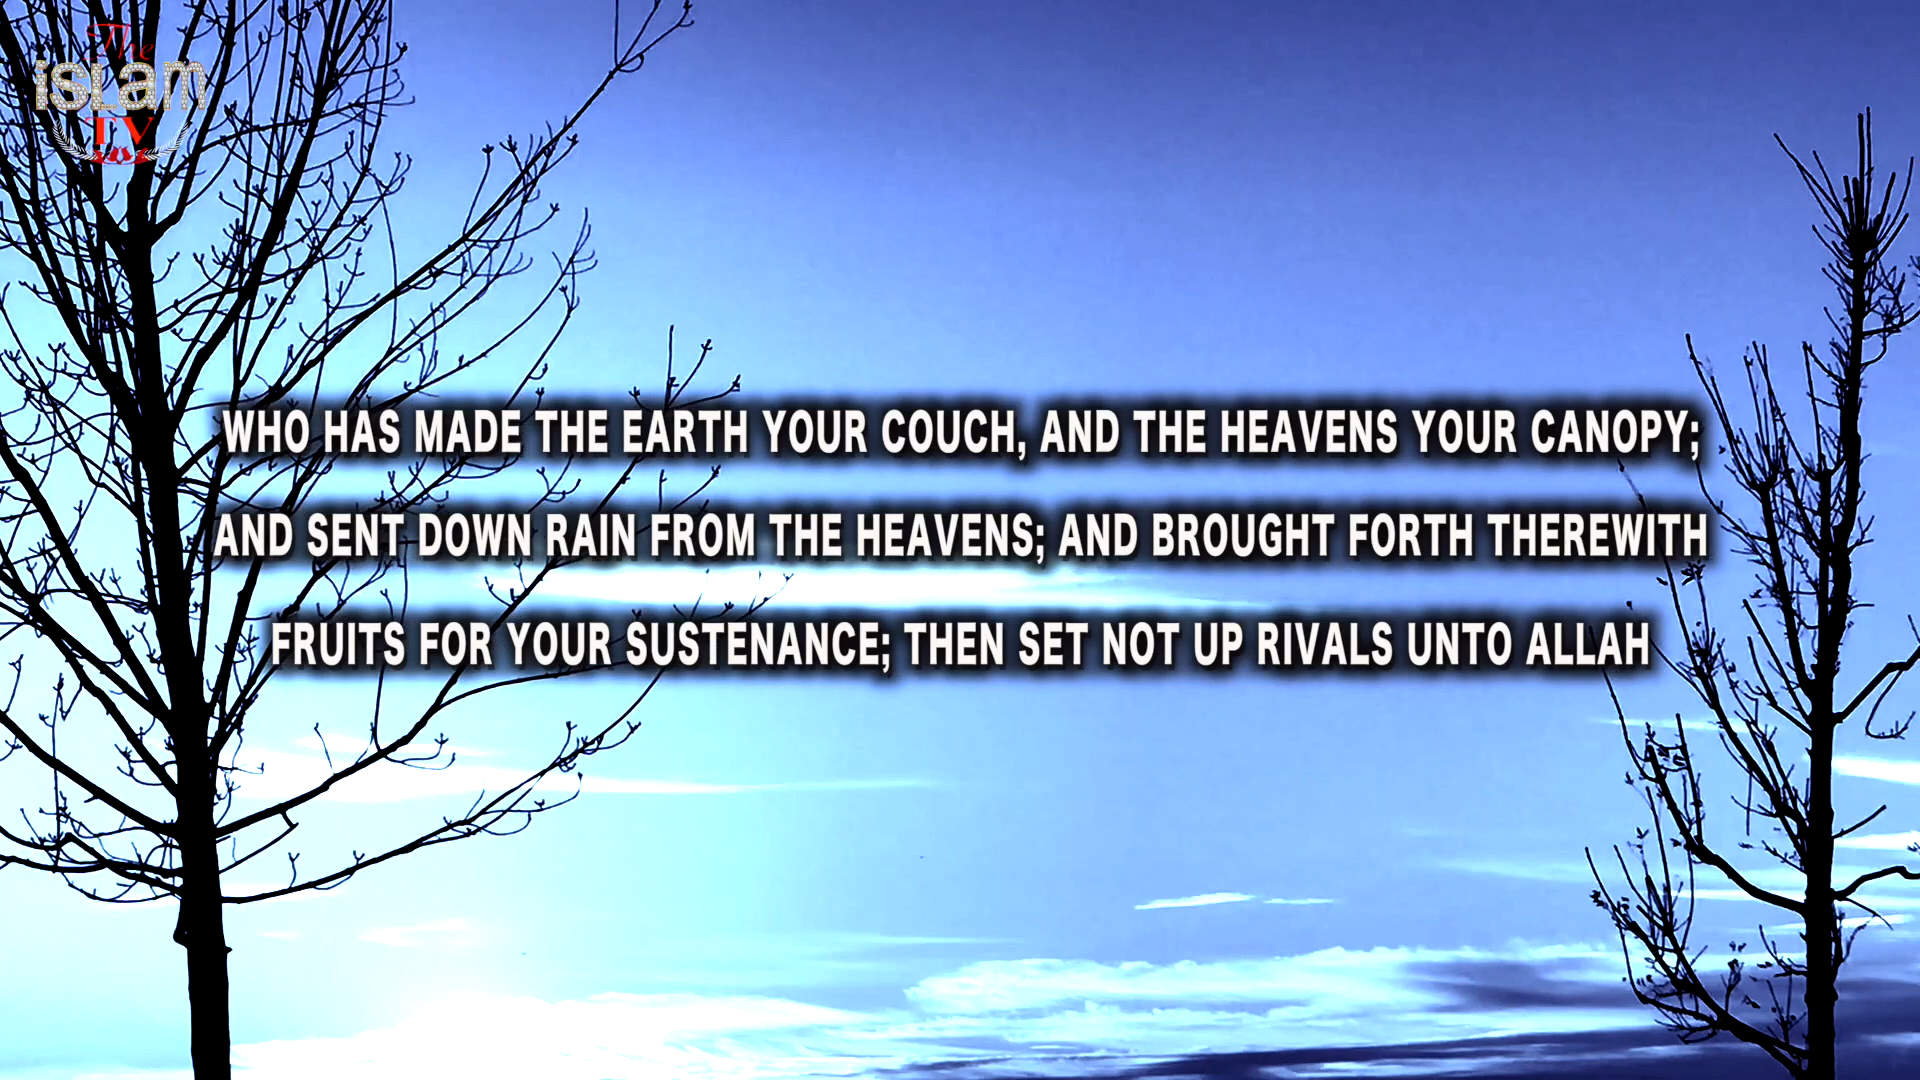 The
isLam
TV
WHO HAS MADE THE EARTH YOUR COUCH, AND THE HEAVENS YOUR CANOPY;
AND SENT DOWN RAIN FROM THE HEAVENS; AND BROUGHT FORTH THEREWITH
FRUITS FOR YOUR SUSTENANCE; THEN SET NOT UP RIVALS UNTO ALLAH